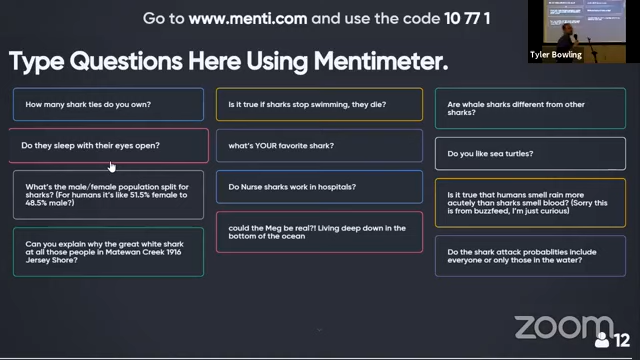 Go to www.menti.com and use the code 10 77 1
Tyler Bowling
Type Questions Here Using Mentimeter.
How many shark ties do you own?
Do they sleep with their eyes open?
What's the male/female population split for
sharks? (For humans it's like 51.5% female to
48.5% male?)
Can you explain why the great white shark
at all those people in Matewan Creek 1916
Jersey Shore?
Is it true if sharks stop swimming, they die?
what's YOUR favorite shark?
Do Nurse sharks work in hospitals?
could the Meg be real?! Living deep down in the
bottom of the ocean
Are whale sharks different from other
sharks?
Do you like sea turtles?
Is it true that humans smell rain more
acutely than sharks smell blood? (Sorry this
is from buzzfeed, I'm just curious)
Do the shark attack probablities include
everyone or only those in the water?
zoom
12